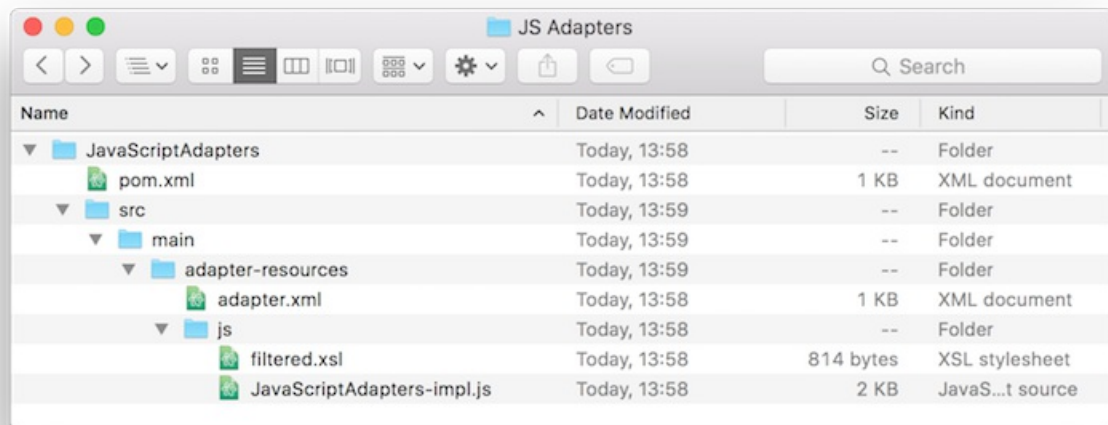 JS Adapters
Search
Name Date Modified Size Kind
JavaScriptAdapters Today, 13:58 -- Folder
pom.xml Today, 13:58 1 KB XML document
src Today, 13:59 -- Folder
main Today, 13:59 -- Folder
adapter-resources Today, 13:59 -- Folder
adapter.xml Today, 13:58 1 KB XML document
js Today, 13:58 -- Folder
filtered.xsl Today, 13:58 814 bytes XSL stylesheet
JavaScriptAdapters-impl.js Today, 13:58 2 KB JavaS...t source